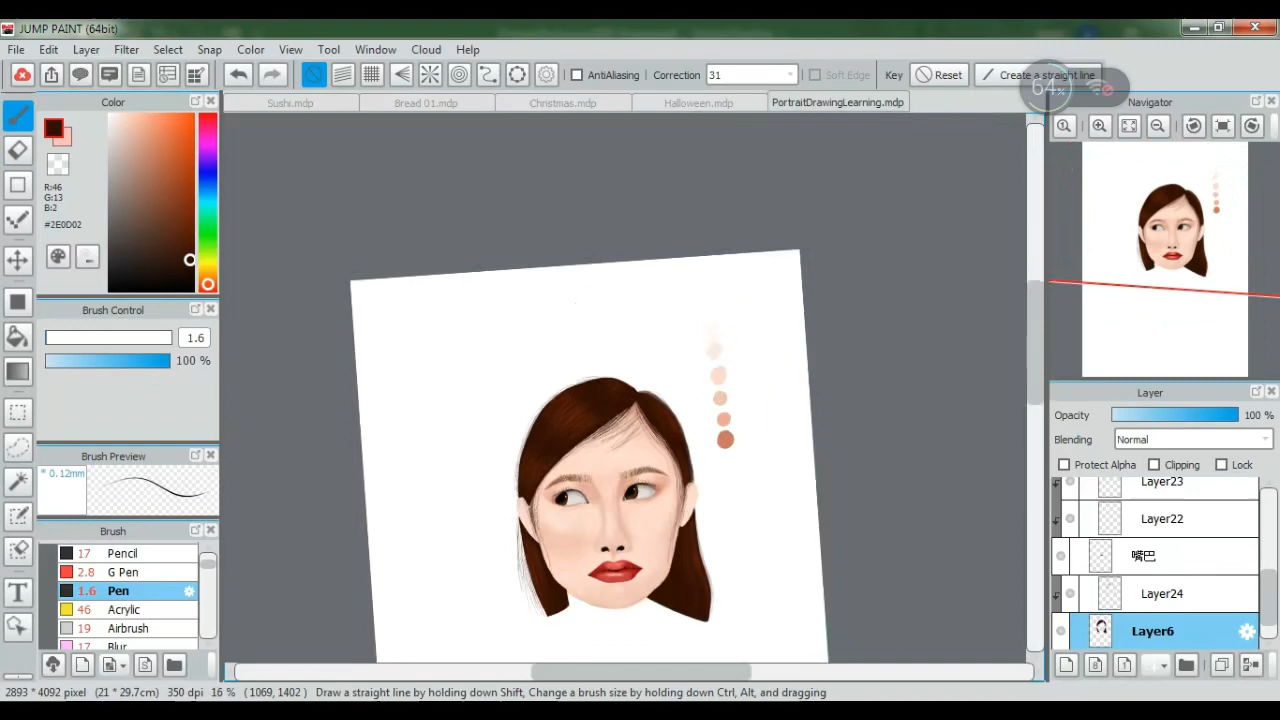 JUMP PAINT (64bit)
File Edit Layer Filter Select Snap Color View Tool Window Cloud Help
AntiAliasing Correction 31 Soft Edge Key Reset Create a straight line
64%
Color Sushi.mdp Bread 01.mdp Christmas.mdp Halloween.mdp PortraitDrawingLearning.mdp Navigator
R:46
G:13
B:2
#2E0D02
Brush Control
1.6
100 %
Brush Preview
* 0.12mm
Brush
17 Pencil
2.8 G Pen
1.6 Pen
46 Acrylic
19 Airbrush
17 Blur
Layer
Opacity 100 %
Blending Normal
Protect Alpha Clipping Lock
Layer23
Layer22
嘴巴
Layer24
Layer6
2893 * 4092 pixel (21 * 29.7cm) 350 dpi 16 % (1069,1402) Draw a straight line by holding down Shift, Change a brush size by holding down Ctrl, Alt, and dragging